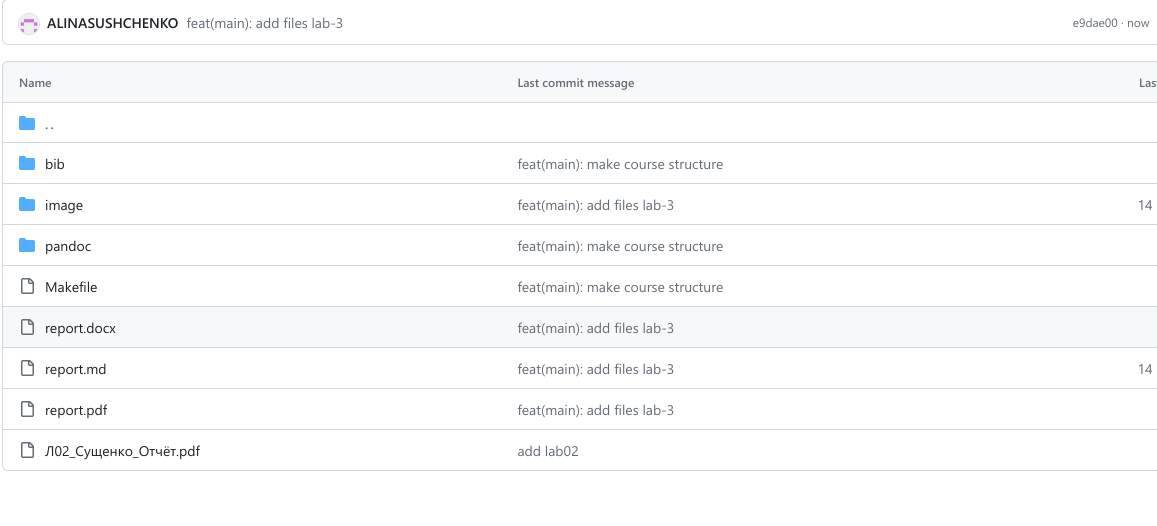 ALINASUSHCHENKO feat(main): add files lab-3 e9dae00 · now
Name Last commit message Las
..
bib feat(main): make course structure
image feat(main): add files lab-3 14
pandoc feat(main): make course structure
Makefile feat(main): make course structure
report.docx feat(main): add files lab-3
report.md feat(main): add files lab-3 14
report.pdf feat(main): add files lab-3
Л02_Сущенко_Отчёт.pdf add lab02